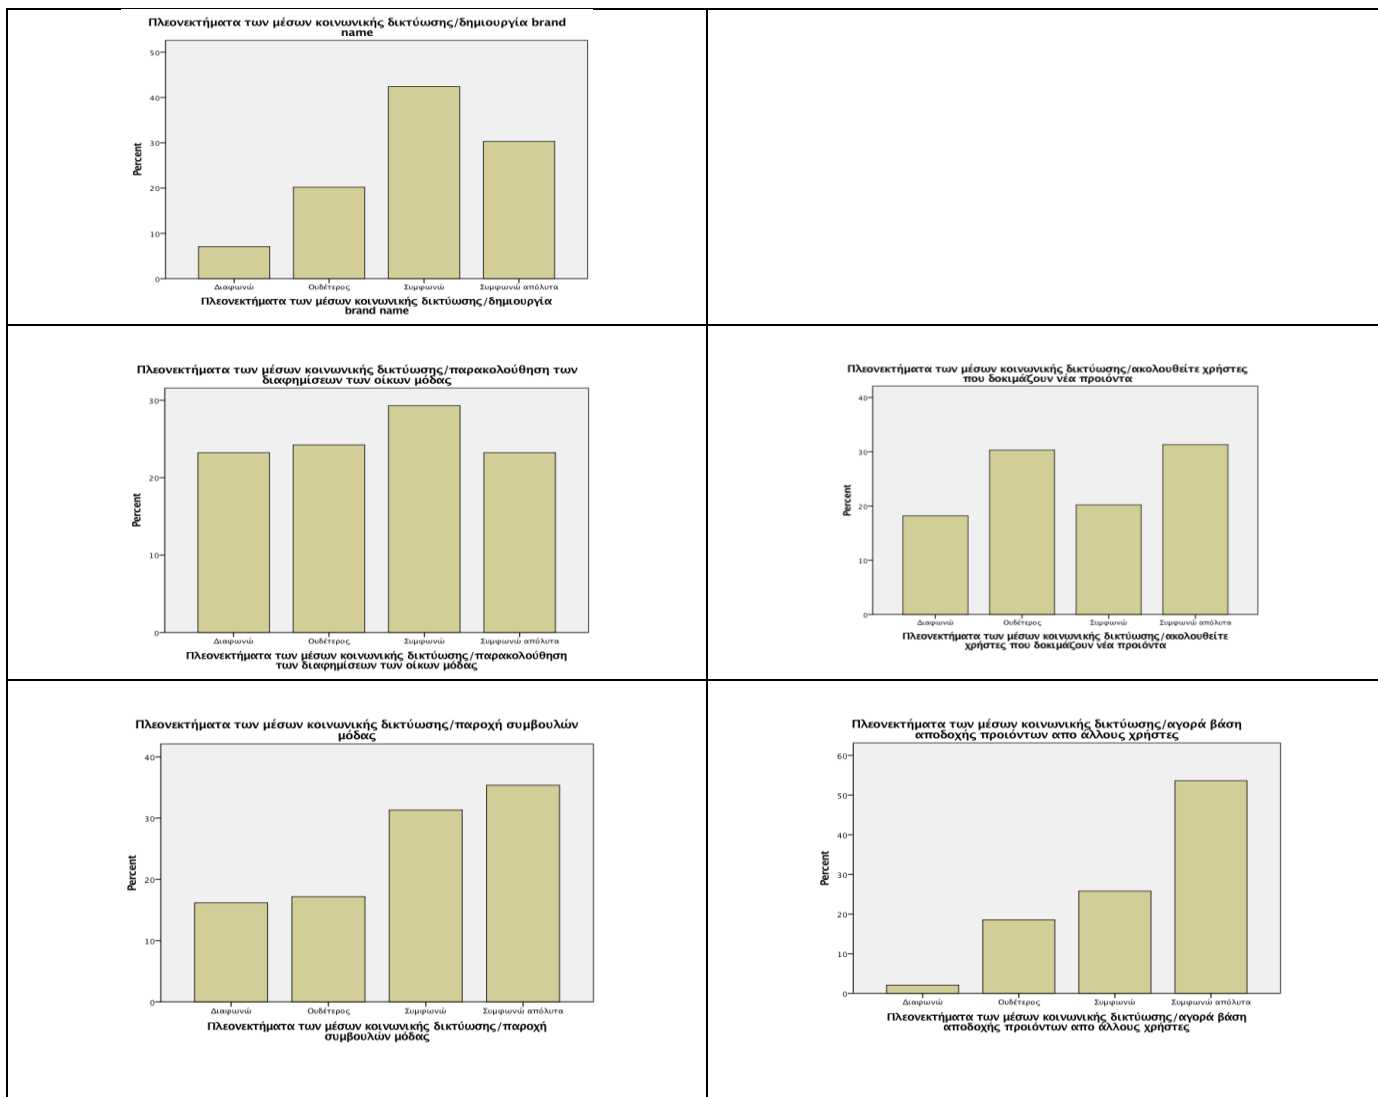 Πλεονεκτήματα των μέσων κοινωνικής δικτύωσης/δημιουργία brand
name
50
40
30
20
10
0
Percent
Διαφωνώ Ουδέτερος Συμφωνώ Συμφωνώ απόλυτα
Πλεονεκτήματα των μέσων κοινωνικής δικτύωσης/δημιουργία
brand name
Πλεονεκτήματα των μέσων κοινωνικής δικτύωσης/παρακολούθηση των
διαφημίσεων των οίκων μόδας
30
20
10
0
Percent
Διαφωνώ Ουδέτερος Συμφωνώ Συμφωνώ απόλυτα
Πλεονεκτήματα των μέσων κοινωνικής δικτύωσης/παρακολούθηση
των διαφημίσεων των οίκων μόδας
Πλεονεκτήματα των μέσων κοινωνικής δικτύωσης/ακολουθείτε χρήστες
που δοκιμάζουν νέα προιόντα
40
30
20
10
0
Percent
Διαφωνώ Ουδέτερος Συμφωνώ Συμφωνώ απόλυτα
Πλεονεκτήματα των μέσων κοινωνικής δικτύωσης/ακολουθείτε
χρήστες που δοκιμάζουν νέα προιόντα
Πλεονεκτήματα των μέσων κοινωνικής δικτύωσης/παροχή συμβουλών
μόδας
40
30
20
10
0
Percent
Διαφωνώ Ουδέτερος Συμφωνώ Συμφωνώ απόλυτα
Πλεονεκτήματα των μέσων κοινωνικής δικτύωσης/παροχή
συμβουλών μόδας
Πλεονεκτήματα των μέσων κοινωνικής δικτύωσης/αγορά βάση
αποδοχής προιόντων απο άλλους χρήστες
60
50
40
30
20
10
0
Percent
Διαφωνώ Ουδέτερος Συμφωνώ Συμφωνώ απόλυτα
Πλεονεκτήματα των μέσων κοινωνικής δικτύωσης/αγορά βάση
αποδοχής προιόντων απο άλλους χρήστες